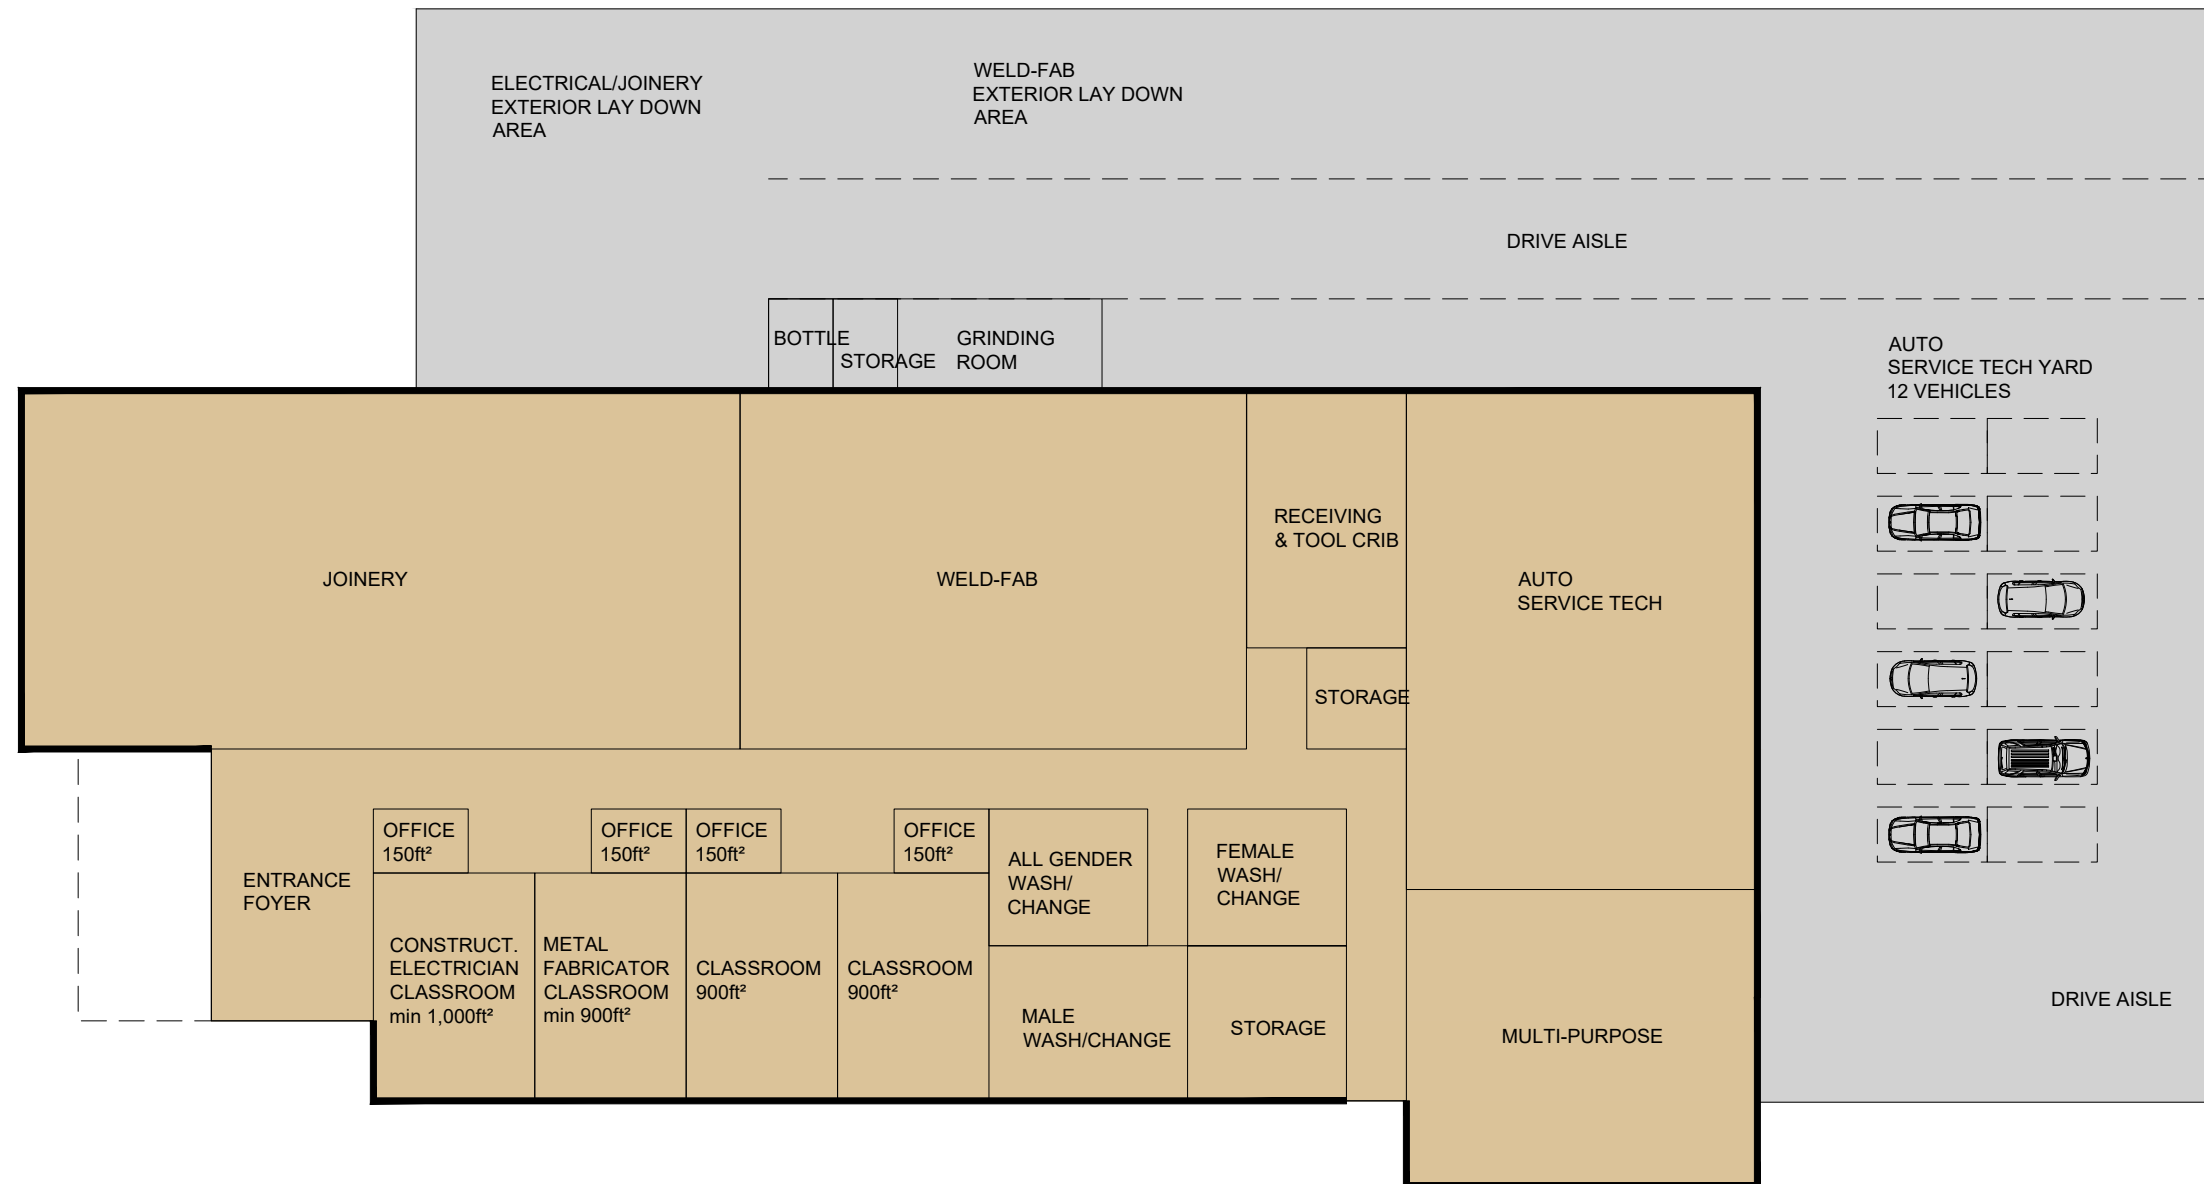 ELECTRICAL/JOINERY
EXTERIOR LAY DOWN
AREA
WELD-FAB
EXTERIOR LAY DOWN
AREA
DRIVE AISLE
BOTTLE
STORAGE
GRINDING
ROOM
AUTO
SERVICE TECH YARD
12 VEHICLES
JOINERY
WELD-FAB
RECEIVING
& TOOL CRIB
AUTO
SERVICE TECH
STORAGE
OFFICE
150ft²
OFFICE
150ft²
OFFICE
150ft²
OFFICE
150ft²
ENTRANCE
FOYER
ALL GENDER
WASH/
CHANGE
FEMALE
WASH/
CHANGE
CONSTRUCT.
ELECTRICIAN
CLASSROOM
min 1,000ft²
METAL
FABRICATOR
CLASSROOM
min 900ft²
CLASSROOM
900ft²
CLASSROOM
900ft²
MALE
WASH/CHANGE
STORAGE
MULTI-PURPOSE
DRIVE AISLE